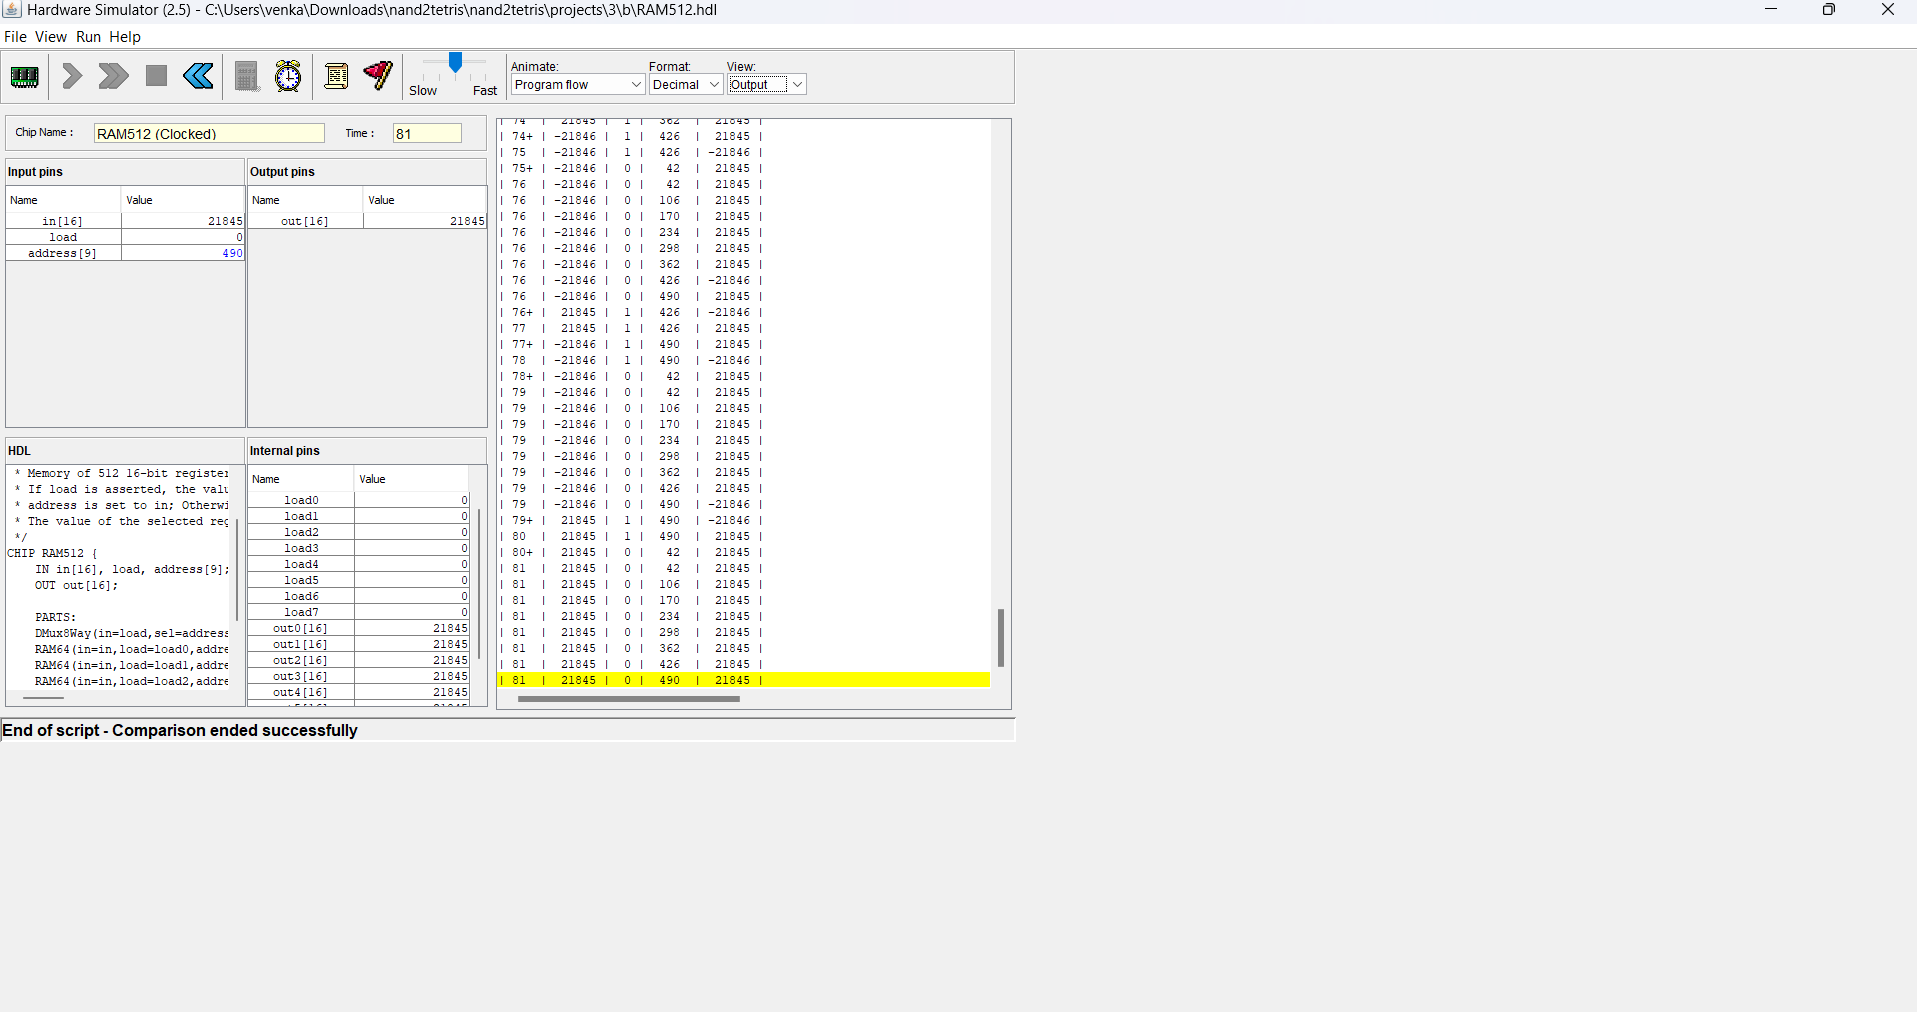 Hardware Simulator (2.5) - C:\Users\venka\Downloads\nand2tetris\nand2tetris\projects\3\b\RAM512.hdl
File View Run Help
Slow Fast
Animate: Format: View:
Program flow Decimal Output
Chip Name : RAM512 (Clocked) Time : 81
Input pins
Name Value
in[16] 21845
load 0
address[9] 490
Output pins
Name Value
out[16] 21845
HDL
* Memory of 512 16-bit register
* If load is asserted, the valu
* address is set to in; Otherwi
* The value of the selected reg
*/
CHIP RAM512 {
IN in[16], load, address[9];
OUT out[16];
PARTS:
DMux8Way(in=load,sel=address
RAM64(in=in,load=load0,addre
RAM64(in=in,load=load1,addre
RAM64(in=in,load=load2,addre
Internal pins
Name Value
load0 0
load1 0
load2 0
load3 0
load4 0
load5 0
load6 0
load7 0
out0[16] 21845
out1[16] 21845
out2[16] 21845
out3[16] 21845
out4[16] 21845
| 74 | 21845 | 1 | 362 | 21845 |
| 74+ | -21846 | 1 | 426 | 21845 |
| 75 | -21846 | 1 | 426 | -21846 |
| 75+ | -21846 | 0 | 42 | 21845 |
| 76 | -21846 | 0 | 42 | 21845 |
| 76 | -21846 | 0 | 106 | 21845 |
| 76 | -21846 | 0 | 170 | 21845 |
| 76 | -21846 | 0 | 234 | 21845 |
| 76 | -21846 | 0 | 298 | 21845 |
| 76 | -21846 | 0 | 362 | 21845 |
| 76 | -21846 | 0 | 426 | -21846 |
| 76 | -21846 | 0 | 490 | 21845 |
| 76+ | 21845 | 1 | 426 | -21846 |
| 77 | 21845 | 1 | 426 | 21845 |
| 77+ | -21846 | 1 | 490 | 21845 |
| 78 | -21846 | 1 | 490 | -21846 |
| 78+ | -21846 | 0 | 42 | 21845 |
| 79 | -21846 | 0 | 42 | 21845 |
| 79 | -21846 | 0 | 106 | 21845 |
| 79 | -21846 | 0 | 170 | 21845 |
| 79 | -21846 | 0 | 234 | 21845 |
| 79 | -21846 | 0 | 298 | 21845 |
| 79 | -21846 | 0 | 362 | 21845 |
| 79 | -21846 | 0 | 426 | 21845 |
| 79 | -21846 | 0 | 490 | -21846 |
| 79+ | 21845 | 1 | 490 | -21846 |
| 80 | 21845 | 1 | 490 | 21845 |
| 80+ | 21845 | 0 | 42 | 21845 |
| 81 | 21845 | 0 | 42 | 21845 |
| 81 | 21845 | 0 | 106 | 21845 |
| 81 | 21845 | 0 | 170 | 21845 |
| 81 | 21845 | 0 | 234 | 21845 |
| 81 | 21845 | 0 | 298 | 21845 |
| 81 | 21845 | 0 | 362 | 21845 |
| 81 | 21845 | 0 | 426 | 21845 |
| 81 | 21845 | 0 | 490 | 21845 |
End of script - Comparison ended successfully